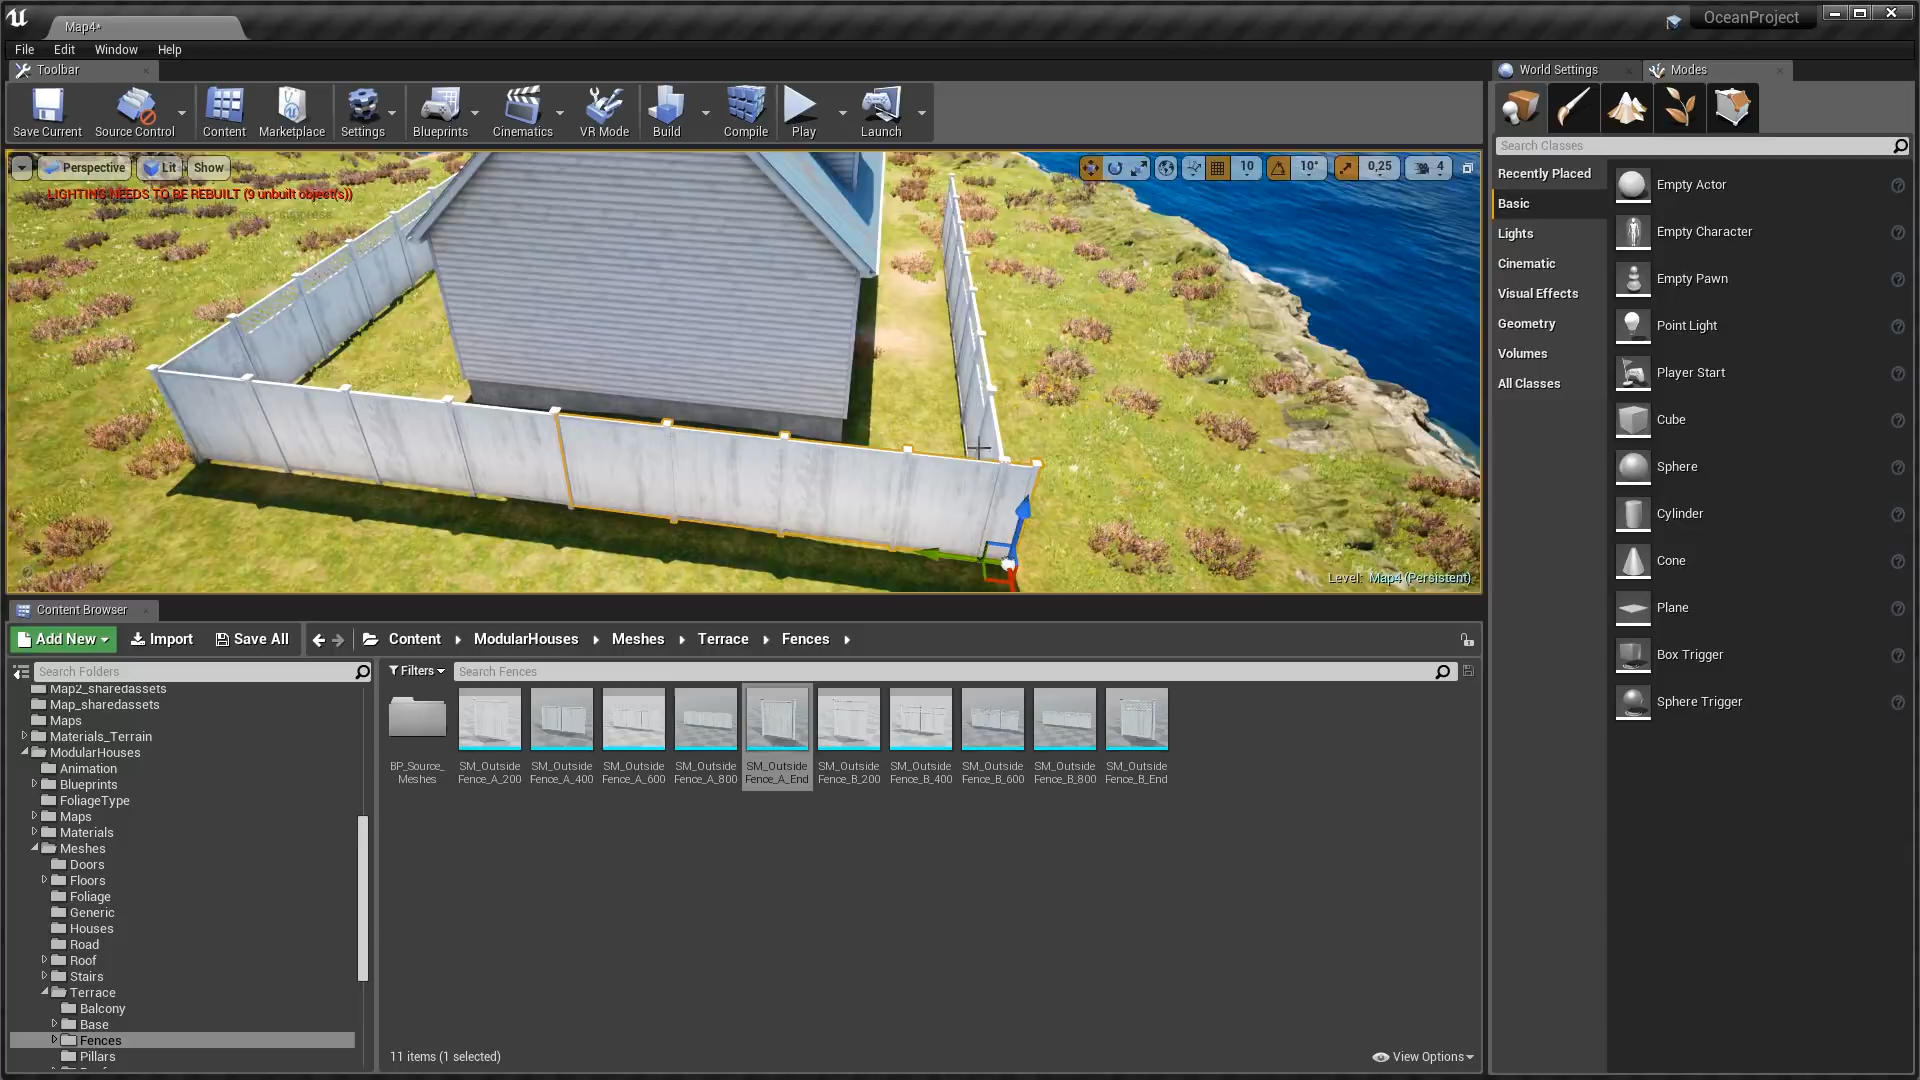 Map4*
OceanProject
File Edit Window Help
Toolbar
World Settings
Modes
Save Current
Source Control
Content
Marketplace
Settings
Blueprints
Cinematics
VR Mode
Build
Compile
Play
Launch
Search Classes
Perspective
Lit
Show
10
10°
0,25
4
LIGHTING NEEDS TO BE REBUILT (9 unbuilt object(s))
Level: Map4 (Persistent)
Recently Placed
Basic
Lights
Cinematic
Visual Effects
Geometry
Volumes
All Classes
Empty Actor
Empty Character
Empty Pawn
Point Light
Player Start
Cube
Sphere
Cylinder
Cone
Plane
Box Trigger
Sphere Trigger
Content Browser
Add New
Import
Save All
Content
ModularHouses
Meshes
Terrace
Fences
Search Folders
Filters
Search Fences
Map2_sharedassets
Map_sharedassets
Maps
Materials_Terrain
ModularHouses
Animation
Blueprints
FoliageType
Maps
Materials
Meshes
Doors
Floors
Foliage
Generic
Houses
Road
Roof
Stairs
Terrace
Balcony
Base
Fences
Pillars
BP_Source_
Meshes
SM_Outside
Fence_A_200
SM_Outside
Fence_A_400
SM_Outside
Fence_A_600
SM_Outside
Fence_A_800
SM_Outside
Fence_A_End
SM_Outside
Fence_B_200
SM_Outside
Fence_B_400
SM_Outside
Fence_B_600
SM_Outside
Fence_B_800
SM_Outside
Fence_B_End
11 items (1 selected)
View Options